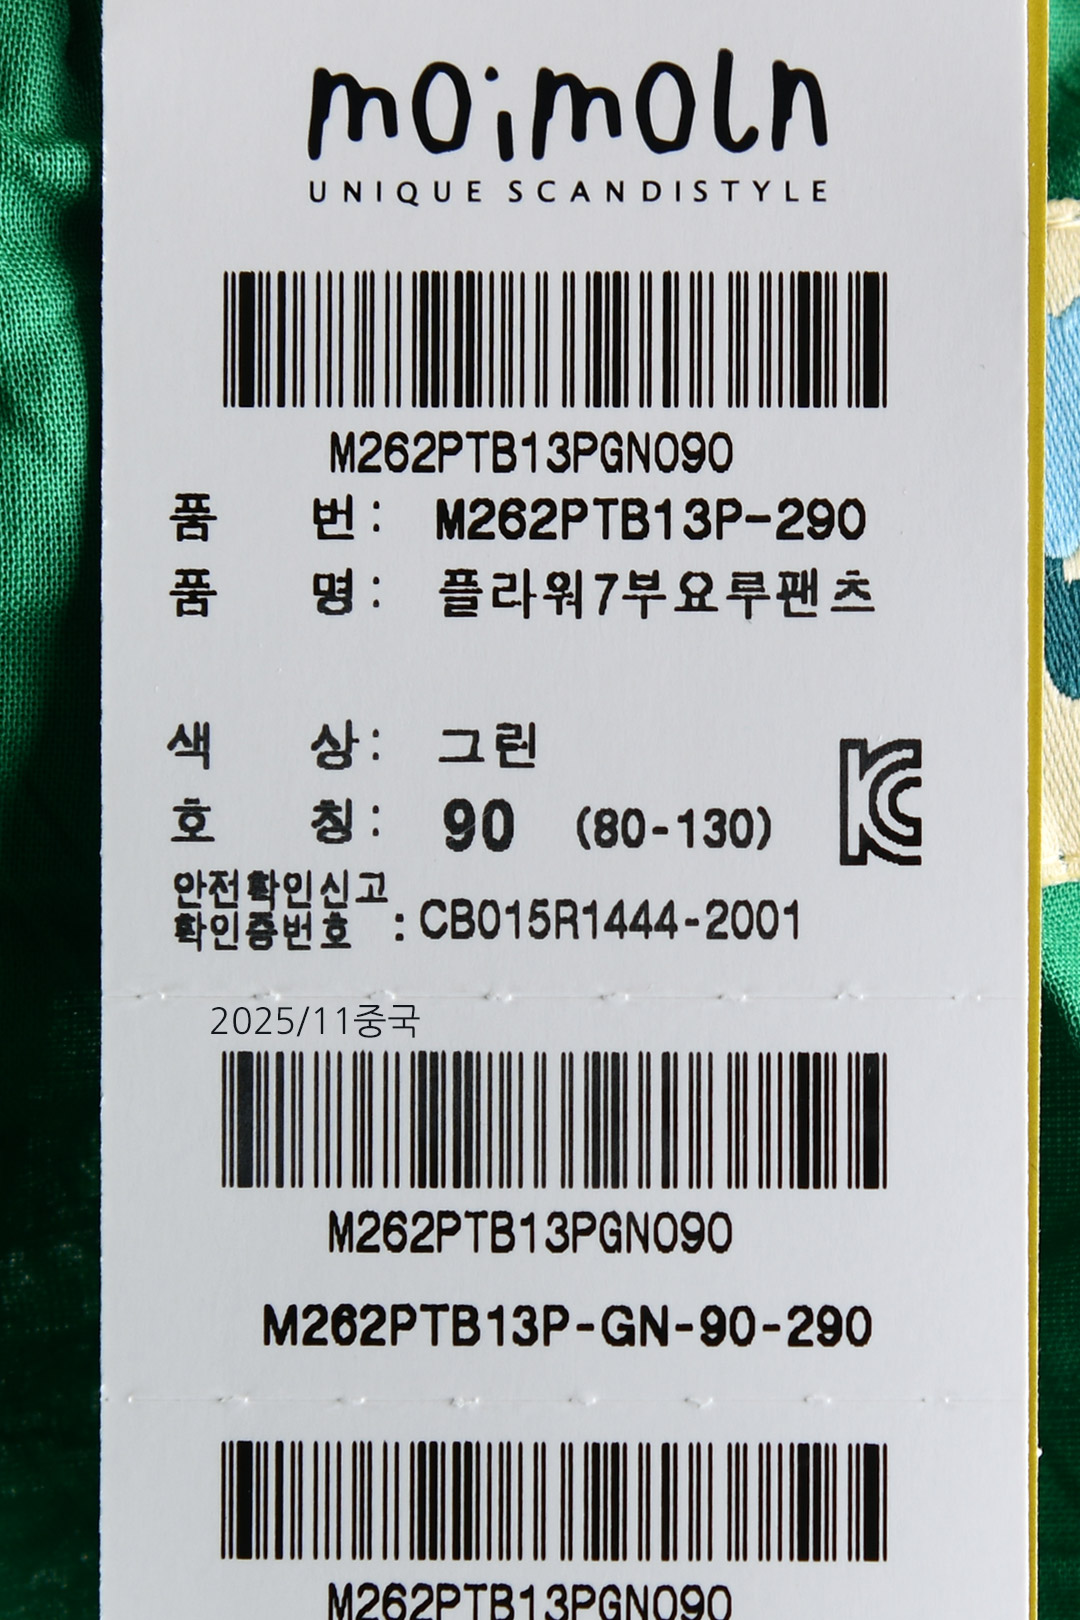 moimoln
UNIQUE SCANDISTYLE
M262PTB13PGN090
품 번 : M262PTB13P-290
품 명 : 플라워7부요루팬츠
색 상 : 그린
호 칭 : 90 (80-130)
KC
안전확인신고
확인증번호 : CB015R1444-2001
2025/11중국
M262PTB13PGN090
M262PTB13P-GN-90-290
M262PTB13PGN090